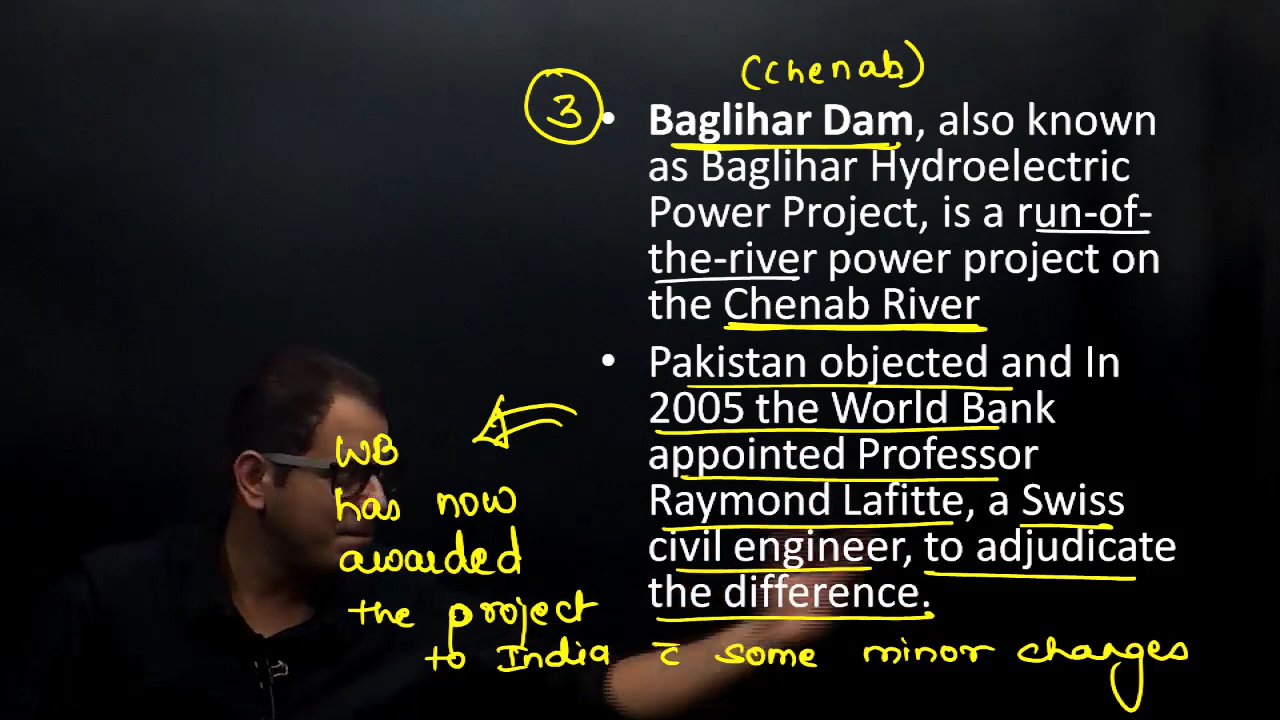 (Chenab)
3
• Baglihar Dam, also known
as Baglihar Hydroelectric
Power Project, is a run-of-
the-river power project on
the Chenab River
• Pakistan objected and In
2005 the World Bank
appointed Professor
Raymond Lafitte, a Swiss
civil engineer, to adjudicate
the difference.
WB
has now
awarded
the project
to India c̄ some minor charges